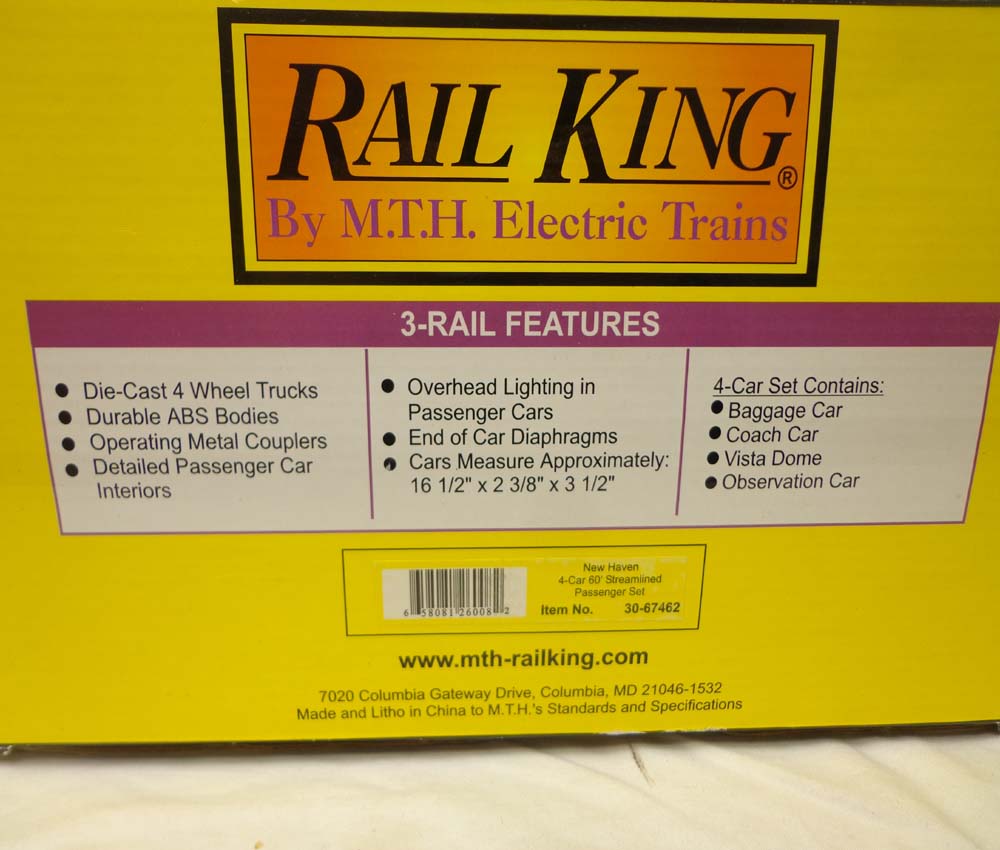 RAIL KING®
By M.T.H. Electric Trains
3-RAIL FEATURES
● Die-Cast 4 Wheel Trucks
● Durable ABS Bodies
● Operating Metal Couplers
● Detailed Passenger Car
Interiors
● Overhead Lighting in
Passenger Cars
● End of Car Diaphragms
● Cars Measure Approximately:
16 1/2" x 2 3/8" x 3 1/2"
4-Car Set Contains:
● Baggage Car
● Coach Car
● Vista Dome
● Observation Car
6 58081 26008 2
New Haven
4-Car 60' Streamlined
Passenger Set
Item No. 30-67462
www.mth-railking.com
7020 Columbia Gateway Drive, Columbia, MD 21046-1532
Made and Litho in China to M.T.H.'s Standards and Specifications